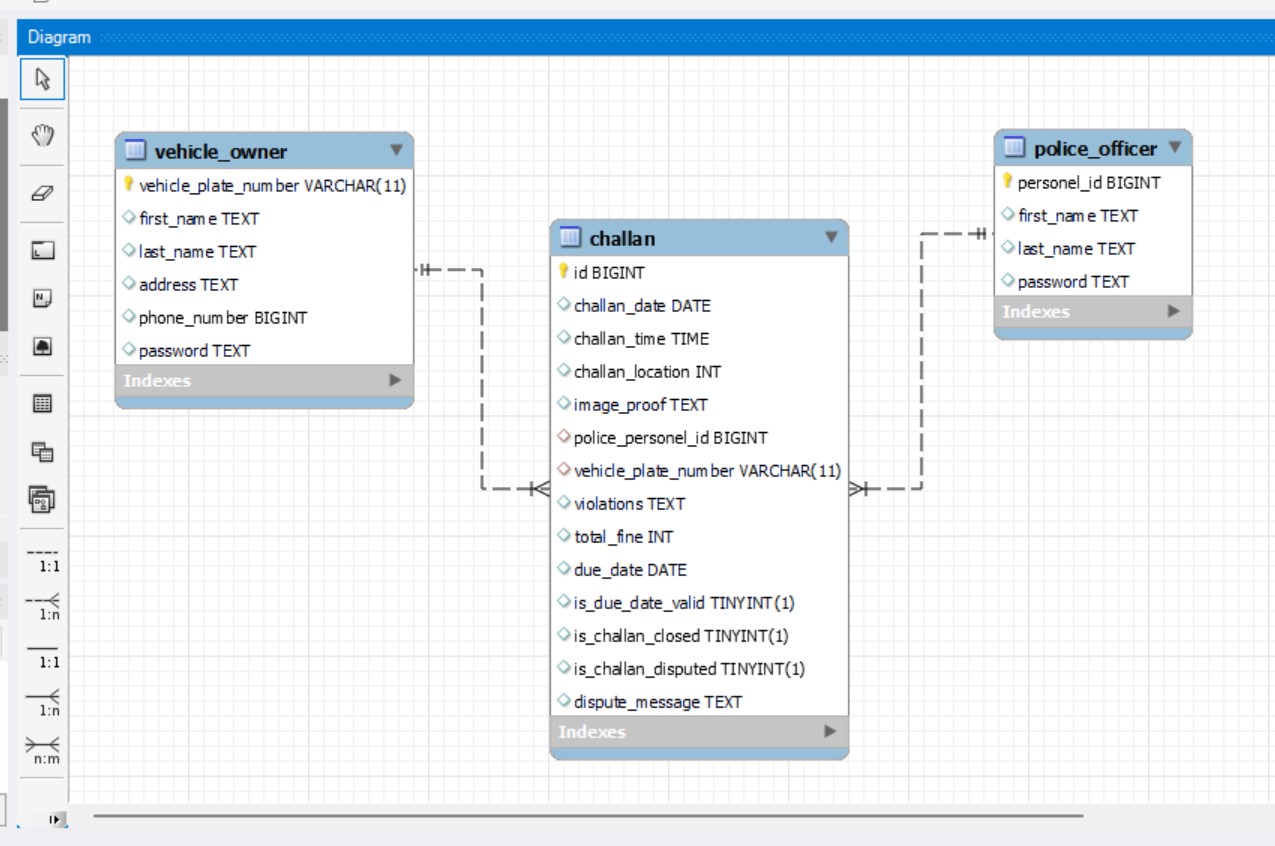 Diagram
vehicle_owner
vehicle_plate_number VARCHAR(11)
first_name TEXT
last_name TEXT
address TEXT
phone_number BIGINT
password TEXT
Indexes
challan
id BIGINT
challan_date DATE
challan_time TIME
challan_location INT
image_proof TEXT
police_personel_id BIGINT
vehicle_plate_number VARCHAR(11)
violations TEXT
total_fine INT
due_date DATE
is_due_date_valid TINYINT(1)
is_challan_closed TINYINT(1)
is_challan_disputed TINYINT(1)
dispute_message TEXT
Indexes
police_officer
personel_id BIGINT
first_name TEXT
last_name TEXT
password TEXT
Indexes
1:1
1:n
1:1
1:n
n:m